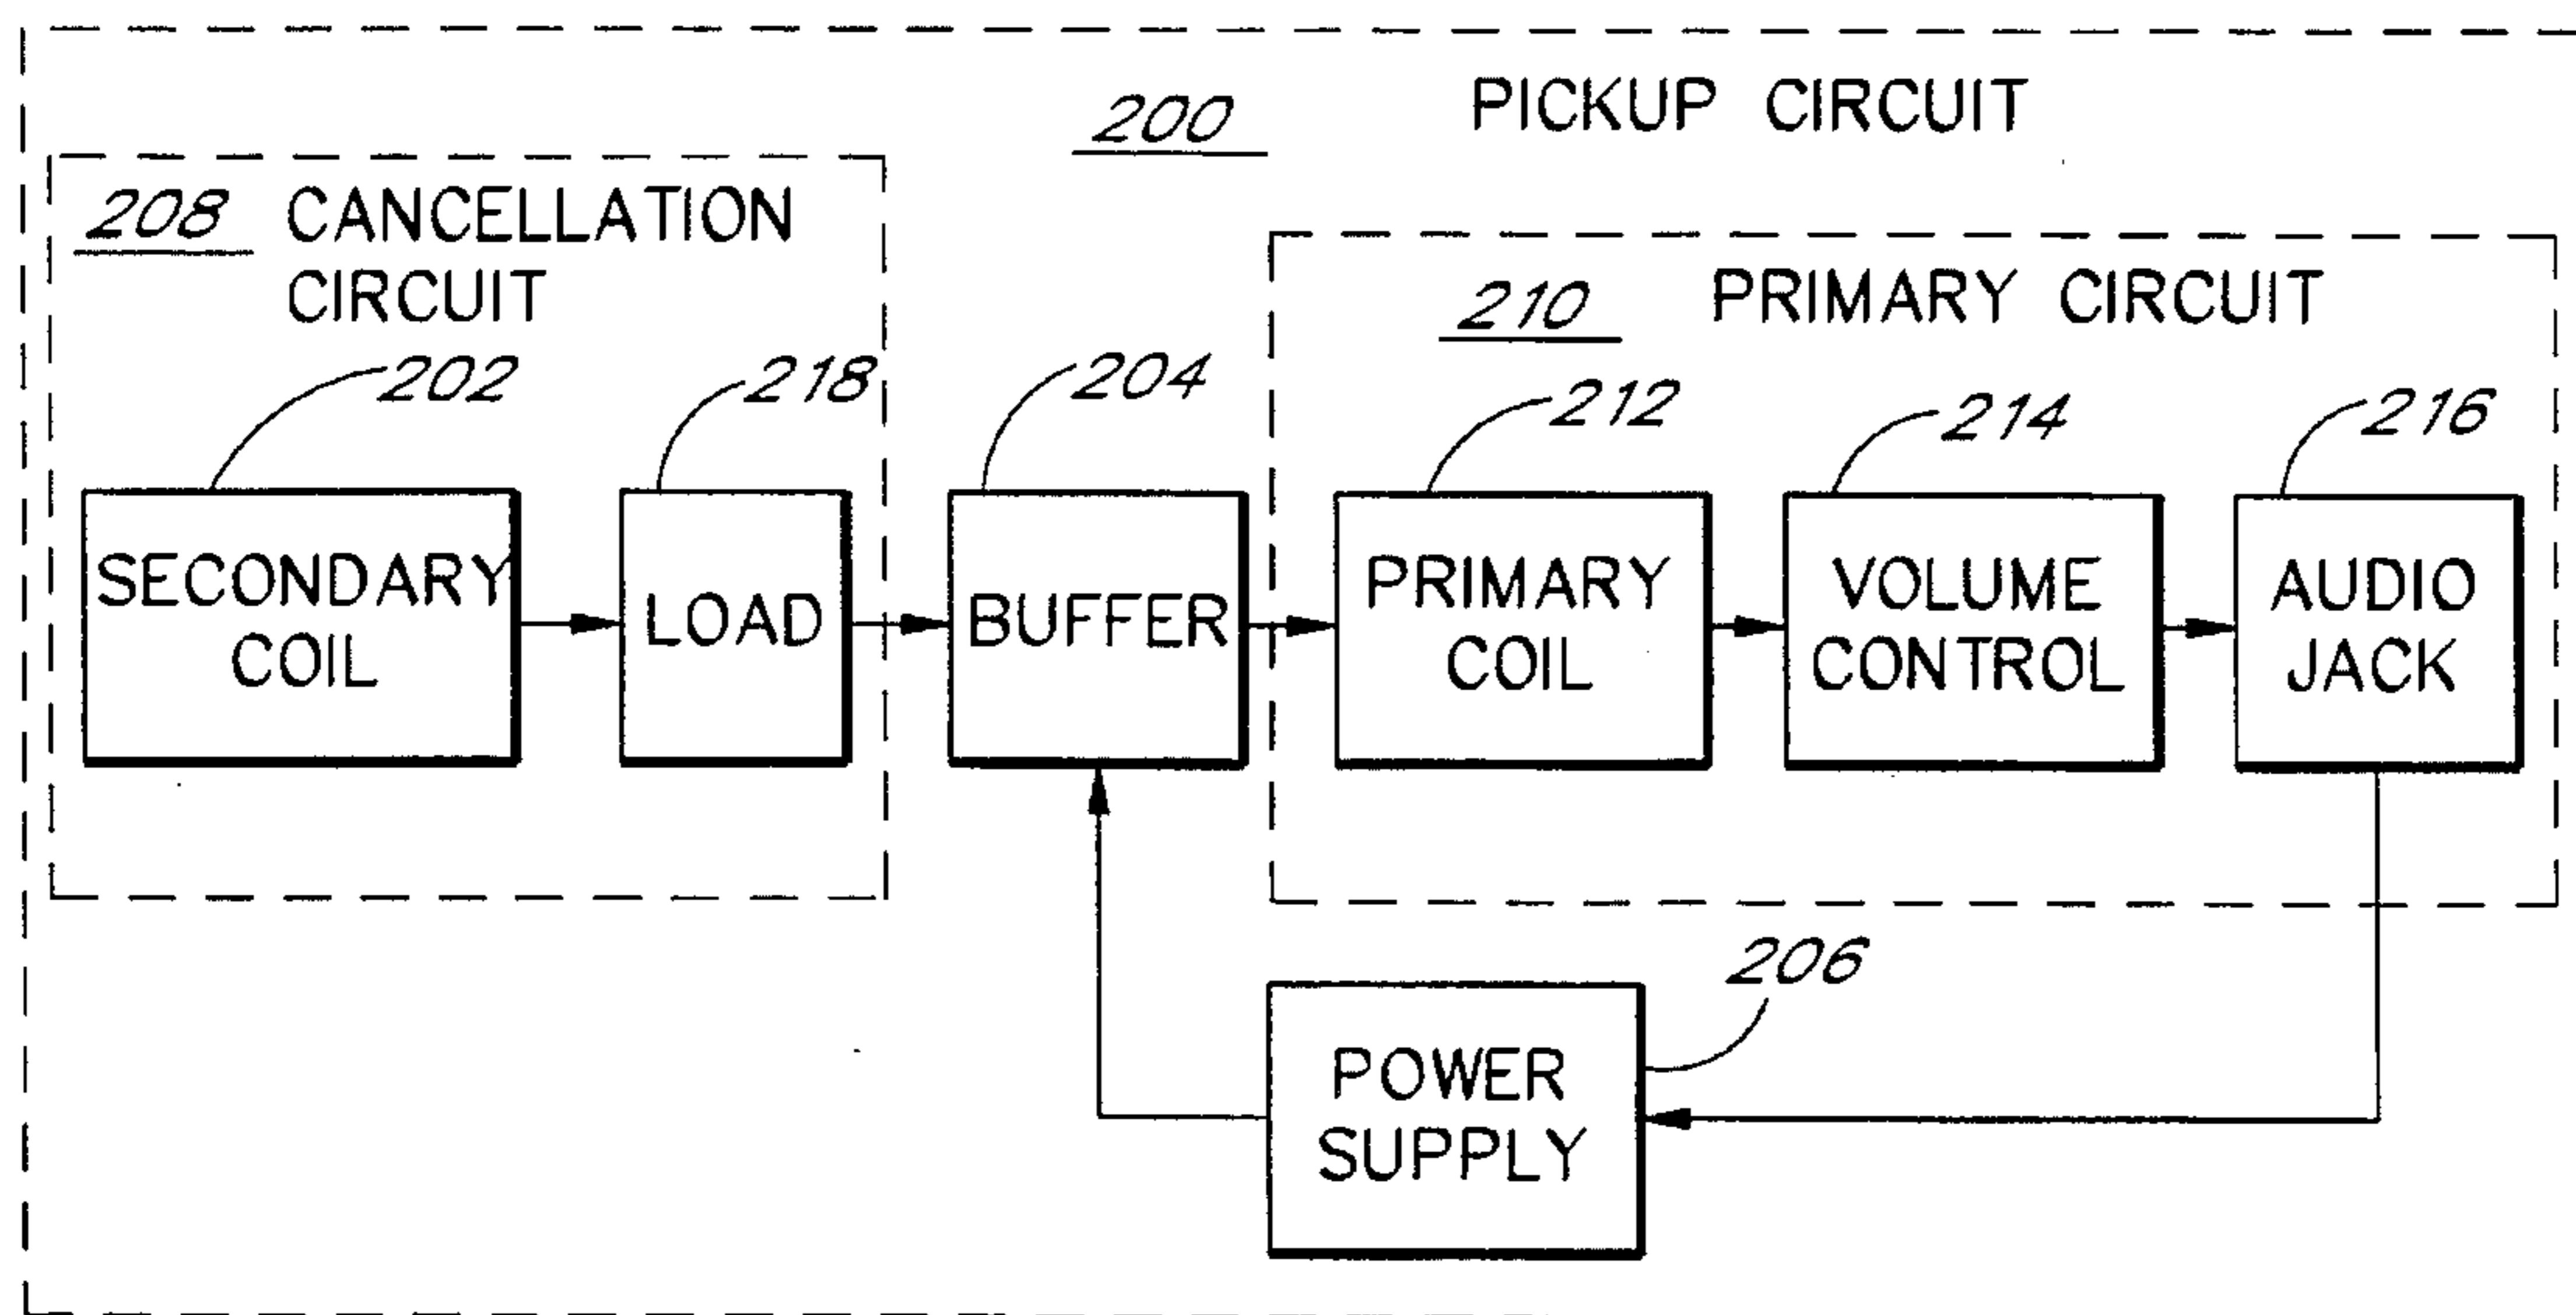 200 PICKUP CIRCUIT
208 CANCELLATION
CIRCUIT
210 PRIMARY CIRCUIT
202
218
204
212
214
216
SECONDARY
COIL
LOAD
BUFFER
PRIMARY
COIL
VOLUME
CONTROL
AUDIO
JACK
206
POWER
SUPPLY